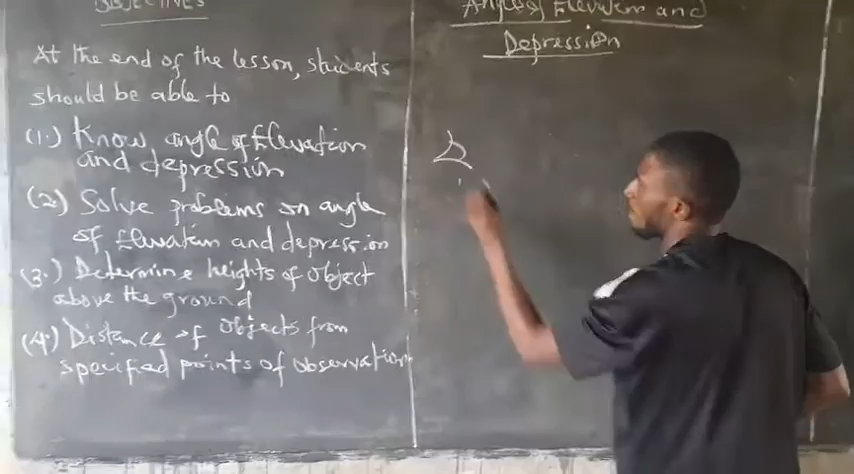 OBJECTIVES
At the end of the lesson, students
should be able to
(1.) Know angle of Elevation
and depression
(2.) Solve problems on angle
of Elevation and depression
(3.) Determine heights of object
above the ground
(4.) Distance of objects from
specified points of observation
Angles of Elevation and
Depression